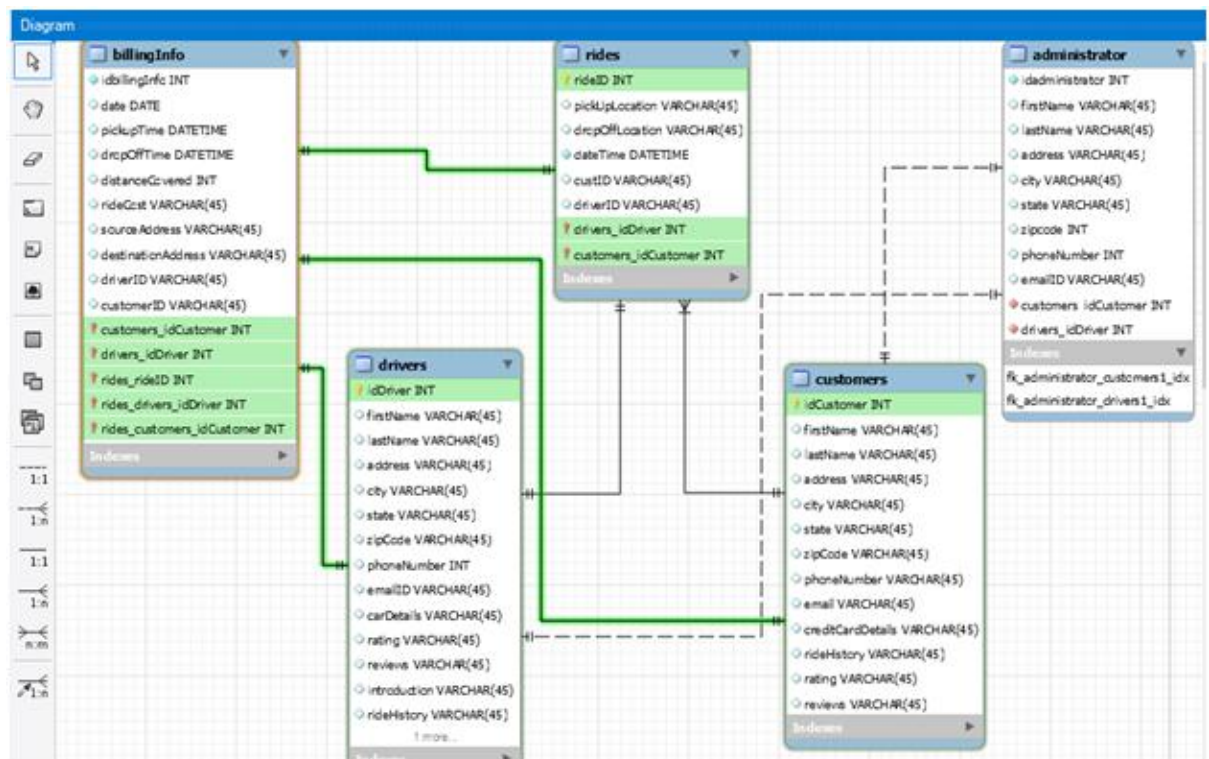 Diagram
billingInfo
idbillingInfo INT
date DATE
pickupTime DATETIME
dropOffTime DATETIME
distanceCovered INT
rideCost VARCHAR(45)
sourceAddress VARCHAR(45)
destinationAddress VARCHAR(45)
driverID VARCHAR(45)
customerID VARCHAR(45)
customers_idCustomer INT
drivers_idDriver INT
rides_rideID INT
rides_drivers_idDriver INT
rides_customers_idCustomer INT
Indexes
rides
rideID INT
pickUpLocation VARCHAR(45)
dropOffLocation VARCHAR(45)
dateTime DATETIME
custID VARCHAR(45)
driverID VARCHAR(45)
drivers_idDriver INT
customers_idCustomer INT
Indexes
administrator
idadministrator INT
firstName VARCHAR(45)
lastName VARCHAR(45)
address VARCHAR(45)
city VARCHAR(45)
state VARCHAR(45)
zipcode INT
phoneNumber INT
emailID VARCHAR(45)
customers_idCustomer INT
drivers_idDriver INT
Indexes
fk_administrator_customers1_idx
fk_administrator_drivers1_idx
drivers
idDriver INT
firstName VARCHAR(45)
lastName VARCHAR(45)
address VARCHAR(45)
city VARCHAR(45)
state VARCHAR(45)
zipCode VARCHAR(45)
phoneNumber INT
emailID VARCHAR(45)
carDetails VARCHAR(45)
rating VARCHAR(45)
reviews VARCHAR(45)
introduction VARCHAR(45)
rideHistory VARCHAR(45)
1 more...
Indexes
customers
idCustomer INT
firstName VARCHAR(45)
lastName VARCHAR(45)
address VARCHAR(45)
city VARCHAR(45)
state VARCHAR(45)
zipCode VARCHAR(45)
phoneNumber VARCHAR(45)
email VARCHAR(45)
creditCardDetails VARCHAR(45)
rideHistory VARCHAR(45)
rating VARCHAR(45)
reviews VARCHAR(45)
Indexes
1:1
1:n
1:1
1:n
n:m
1:n